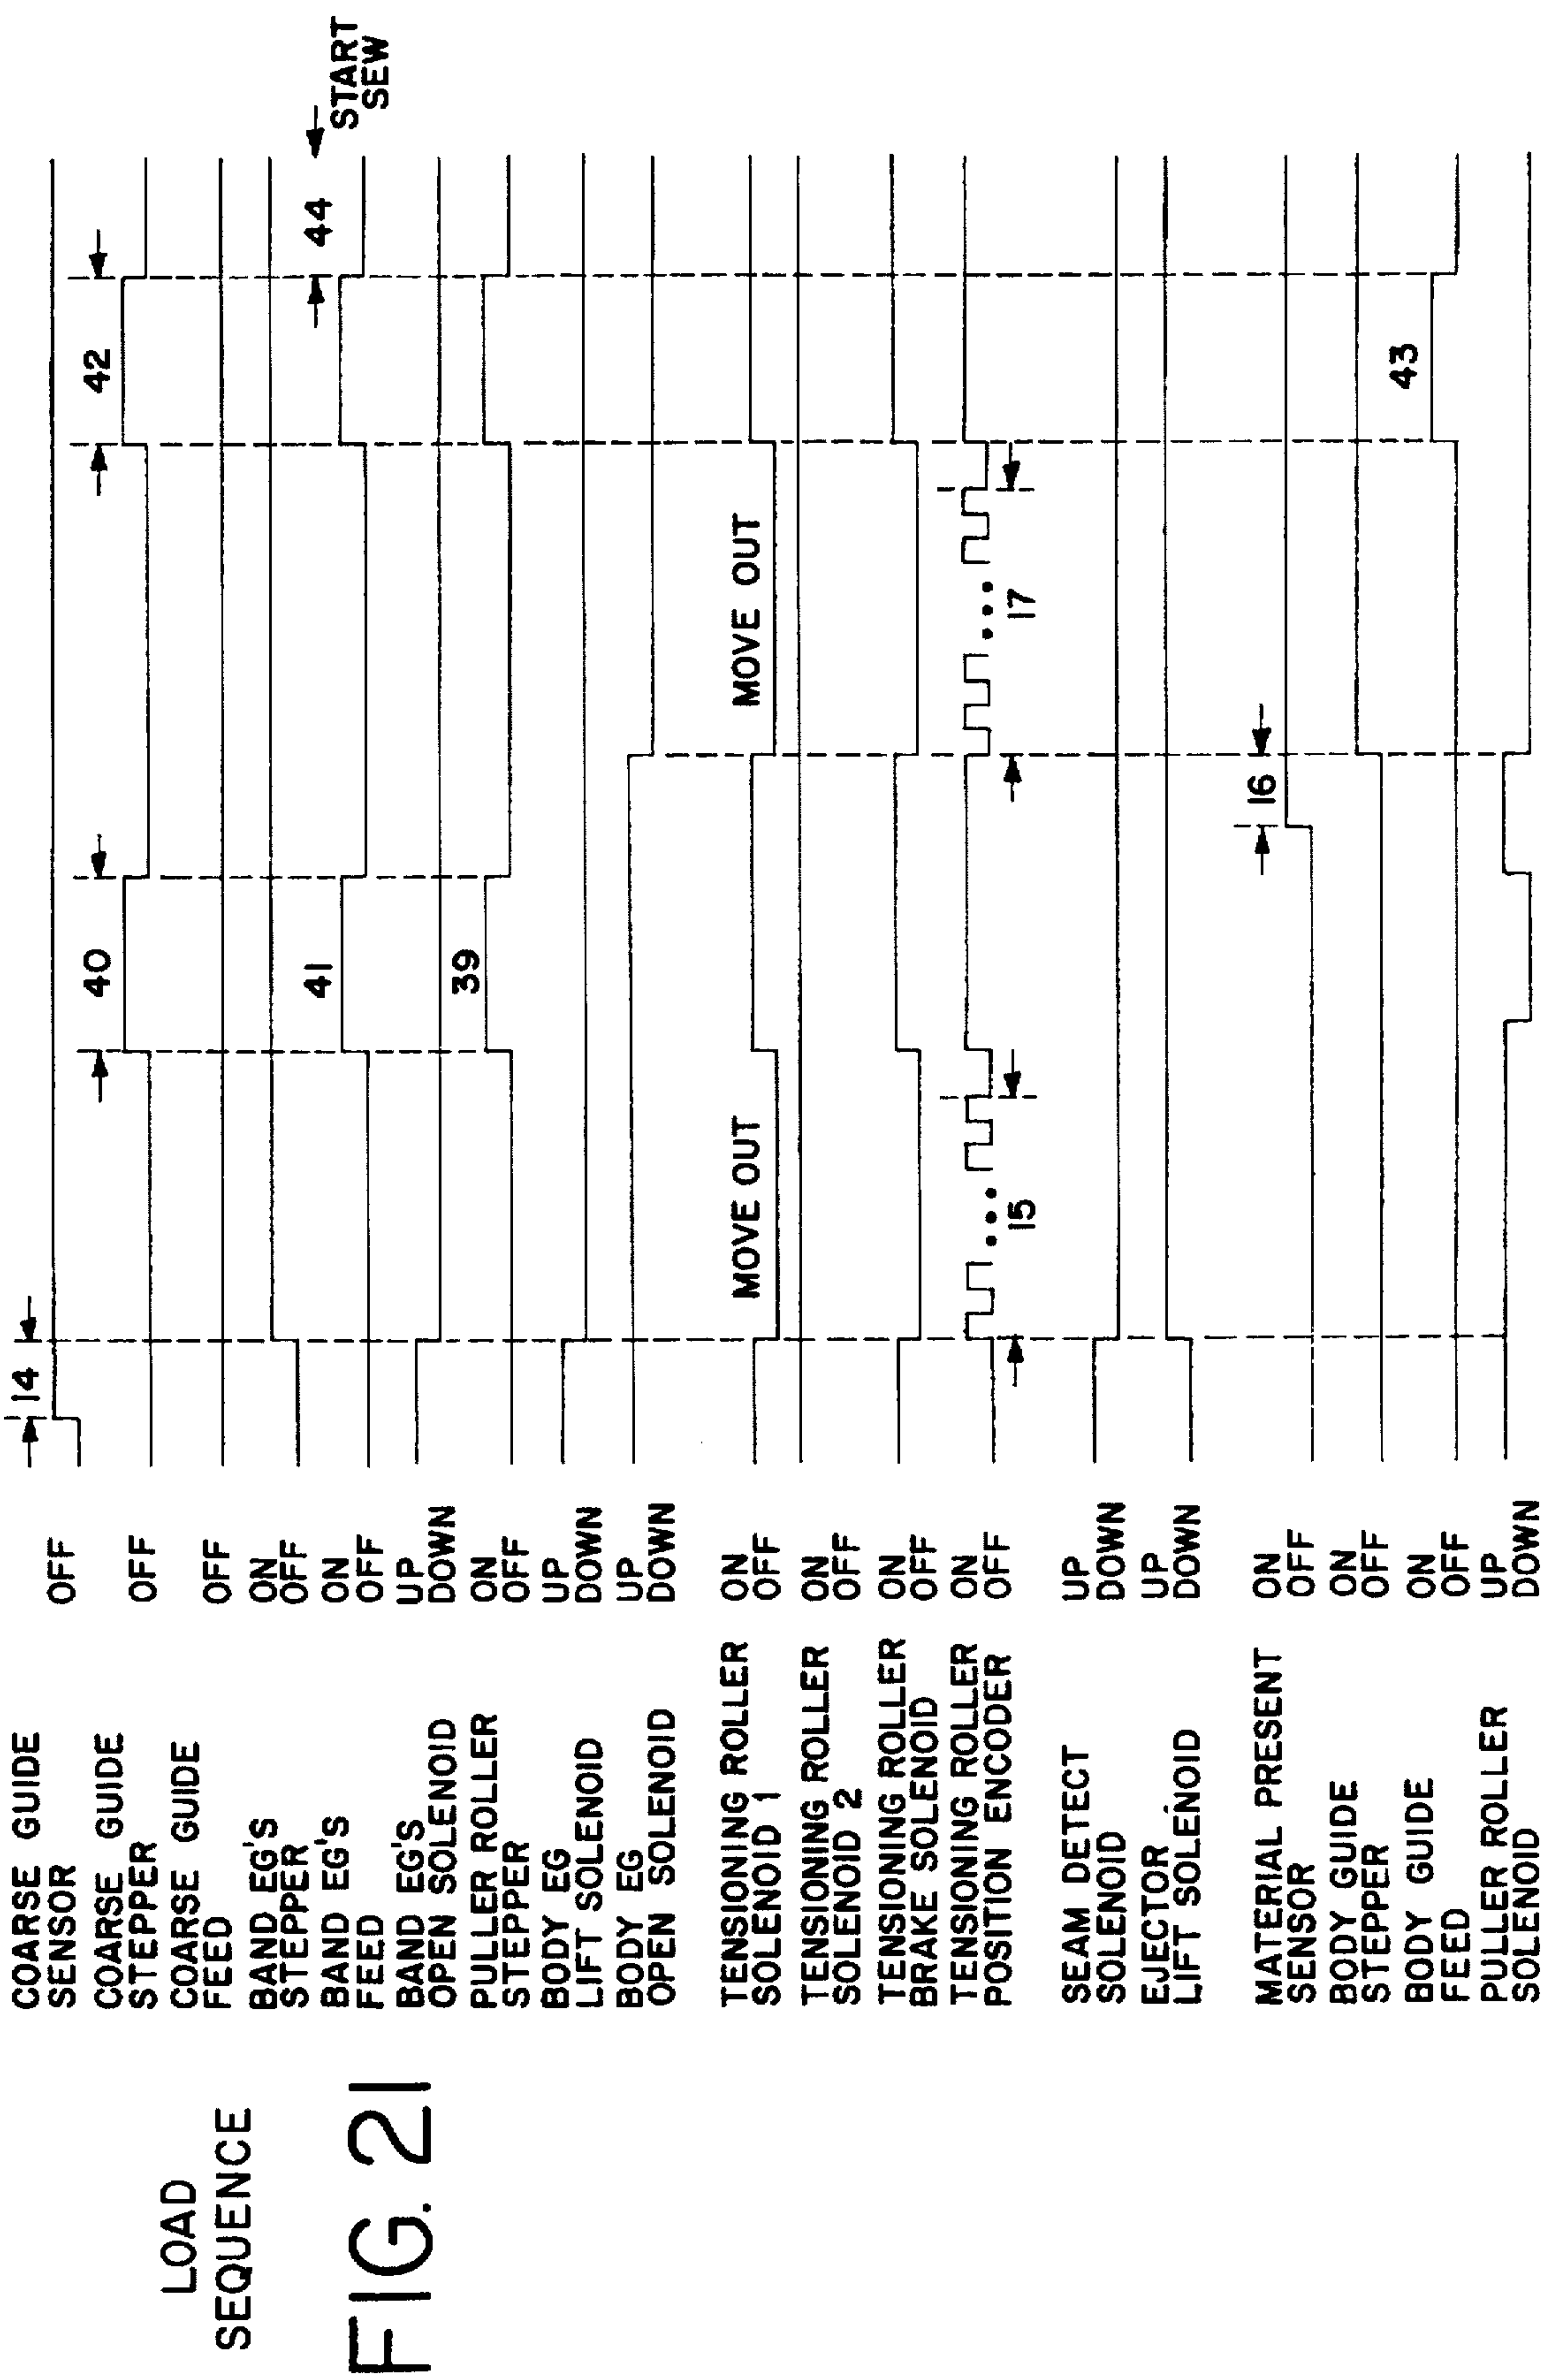 LOAD
SEQUENCE
FIG. 21
COARSE GUIDE
SENSOR
OFF
COARSE GUIDE
STEPPER
OFF
COARSE GUIDE
FEED
OFF
BAND EG'S
STEPPER
ON
OFF
BAND EG'S
FEED
ON
OFF
BAND EG'S
OPEN SOLENOID
UP
DOWN
PULLER ROLLER
STEPPER
ON
OFF
BODY EG
LIFT SOLENOID
UP
DOWN
BODY EG
OPEN SOLENOID
UP
DOWN
TENSIONING ROLLER
SOLENOID 1
ON
OFF
TENSIONING ROLLER
SOLENOID 2
ON
OFF
TENSIONING ROLLER
BRAKE SOLENOID
ON
OFF
TENSIONING ROLLER
POSITION ENCODER
ON
OFF
SEAM DETECT
SOLENOID
UP
DOWN
EJECTOR
LIFT SOLENOID
UP
DOWN
MATERIAL PRESENT
SENSOR
ON
OFF
BODY GUIDE
STEPPER
ON
OFF
BODY GUIDE
FEED
ON
OFF
PULLER ROLLER
SOLENOID
UP
DOWN
14
40
42
41
44
START
SEW
39
MOVE OUT
MOVE OUT
15
17
16
43